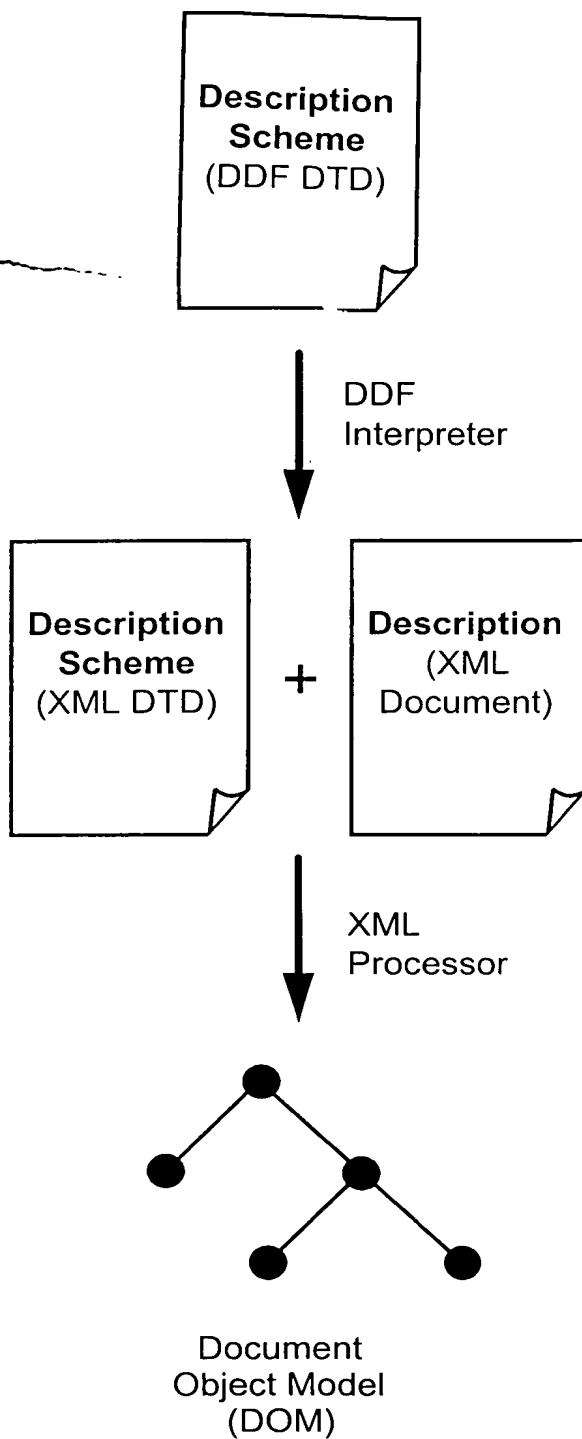 Description
Scheme
(DDF DTD)
DDF
Interpreter
Description
Scheme
(XML DTD)
+
Description
(XML
Document)
XML
Processor
Document
Object Model
(DOM)